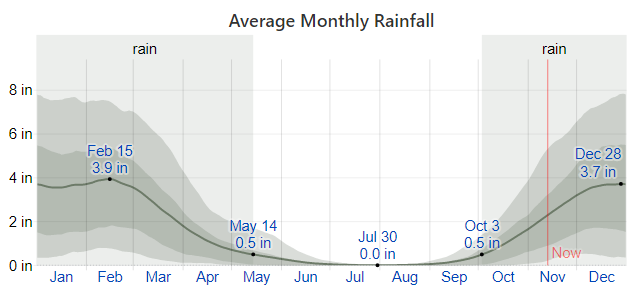 Average Monthly Rainfall
rain rain
8 in
6 in
Feb 15
3.9 in
Dec 28
3.7 in
4 in
2 in
May 14
0.5 in
Jul 30
0.0 in
Oct 3
0.5 in
Now
0 in
Jan Feb Mar Apr May Jun Jul Aug Sep Oct Nov Dec